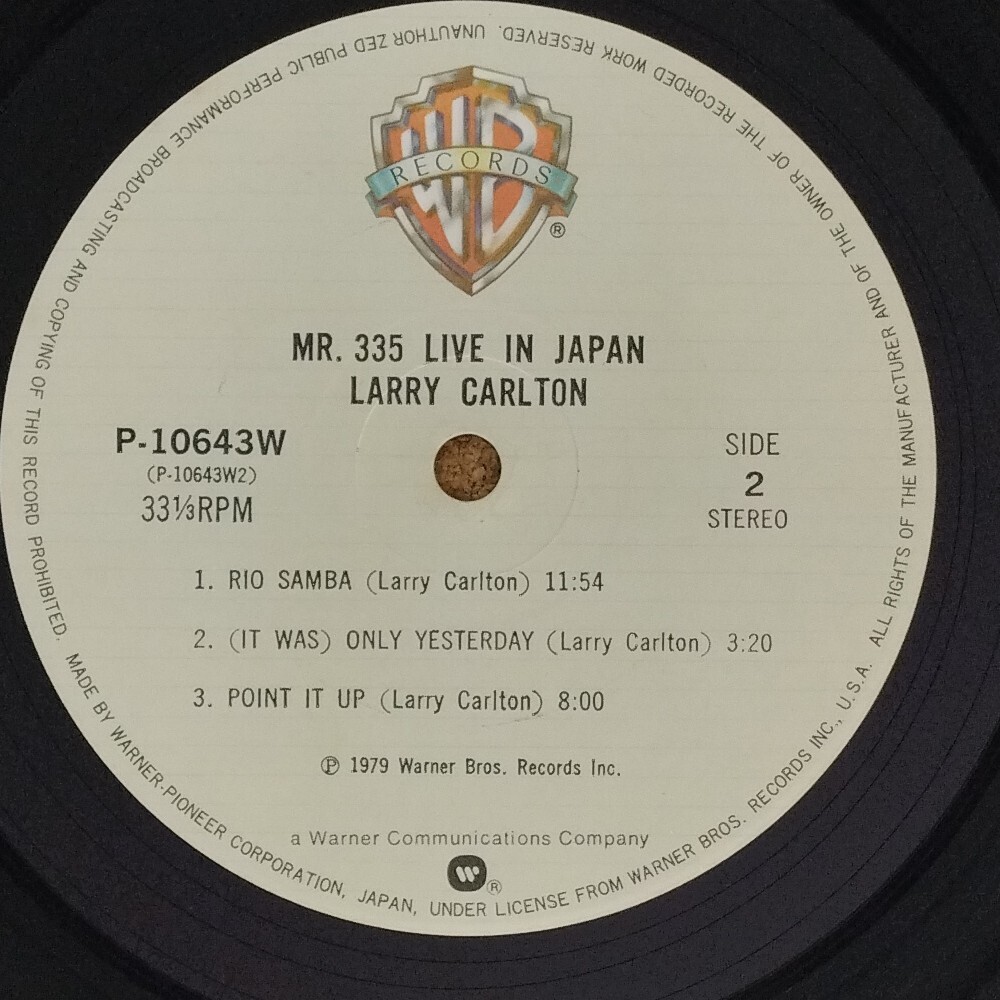 WB
RECORDS
®
MR. 335 LIVE IN JAPAN
LARRY CARLTON
P-10643W
(P-10643W2)
33⅓RPM
SIDE
2
STEREO
1. RIO SAMBA (Larry Carlton) 11:54
2. (IT WAS) ONLY YESTERDAY (Larry Carlton) 3:20
3. POINT IT UP (Larry Carlton) 8:00
Ⓟ 1979 Warner Bros. Records Inc.
a Warner Communications Company
W®
MADE BY WARNER-PIONEER CORPORATION, JAPAN, UNDER LICENSE FROM WARNER BROS. RECORDS INC., U.S.A. ALL RIGHTS OF THE MANUFACTURER AND OF THE OWNER OF THE RECORDED WORK RESERVED. UNAUTHOR ZED PUBLIC PERFORMANCE BROADCASTING AND COPYING OF THIS RECORD PROHIBITED.